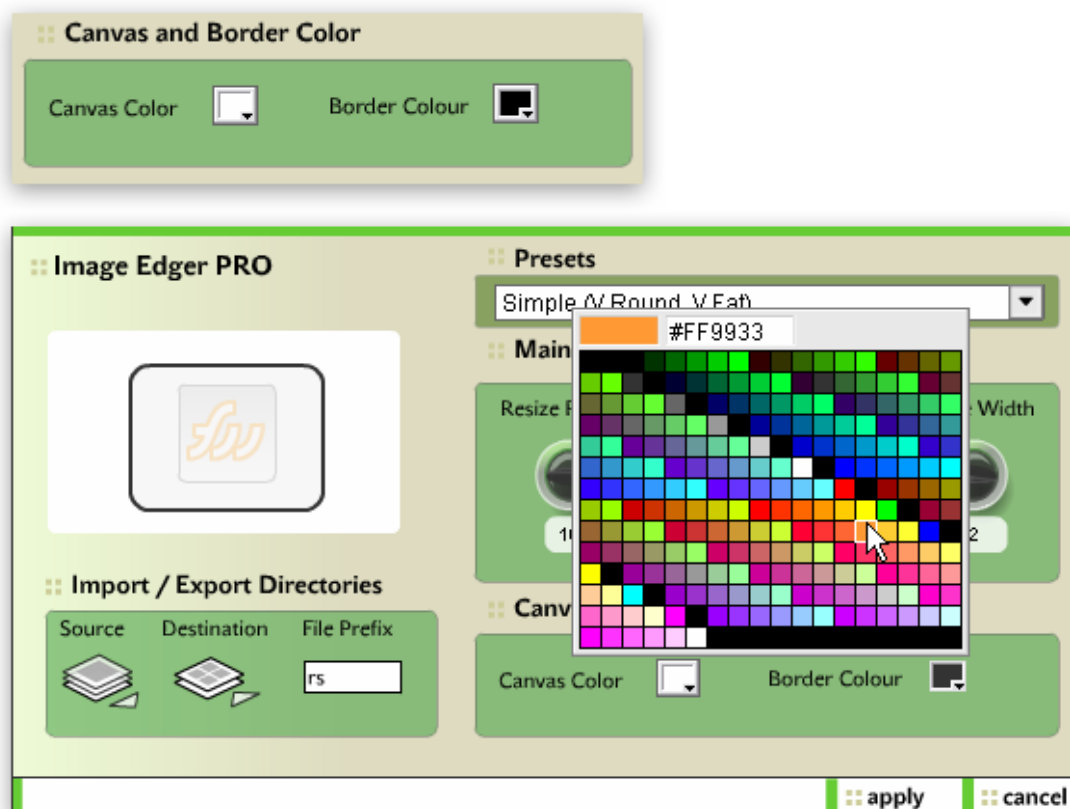 Canvas and Border Color
Canvas Color
Border Colour
Image Edger PRO
Presets
Simple (V.Round, V.Fat)
#FF9933
Main
Resize
Width
2
Import / Export Directories
Source
Destination
File Prefix
rs
Canv
Canvas Color
Border Colour
apply
cancel